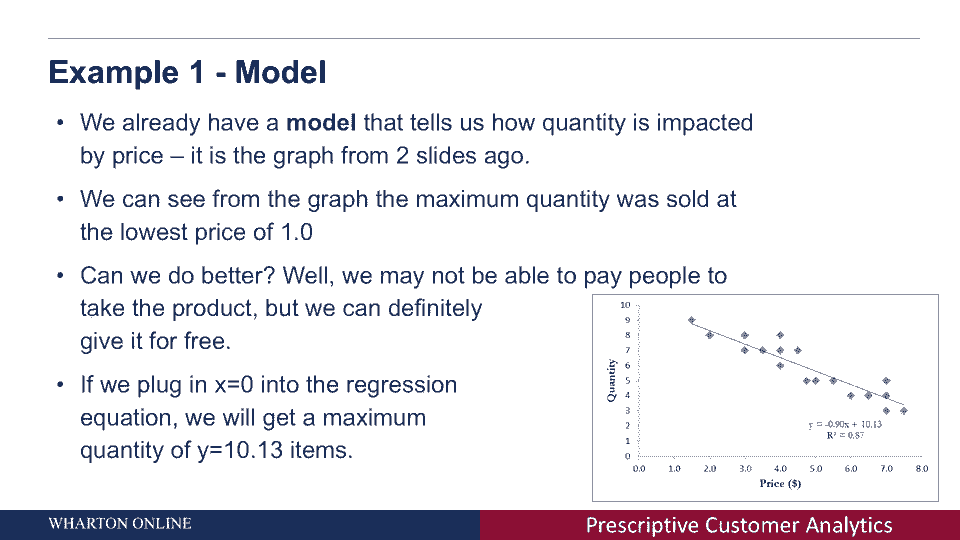 Example 1 - Model
• We already have a model that tells us how quantity is impacted
by price – it is the graph from 2 slides ago.
• We can see from the graph the maximum quantity was sold at
the lowest price of 1.0
• Can we do better? Well, we may not be able to pay people to
take the product, but we can definitely
give it for free.
• If we plug in x=0 into the regression
equation, we will get a maximum
quantity of y=10.13 items.
Quantity
10
9
8
7
6
5
4
3
2
1
0
y = -0.90x + 10.13
R² = 0.87
0.0 1.0 2.0 3.0 4.0 5.0 6.0 7.0 8.0
Price ($)
WHARTON ONLINE
Prescriptive Customer Analytics